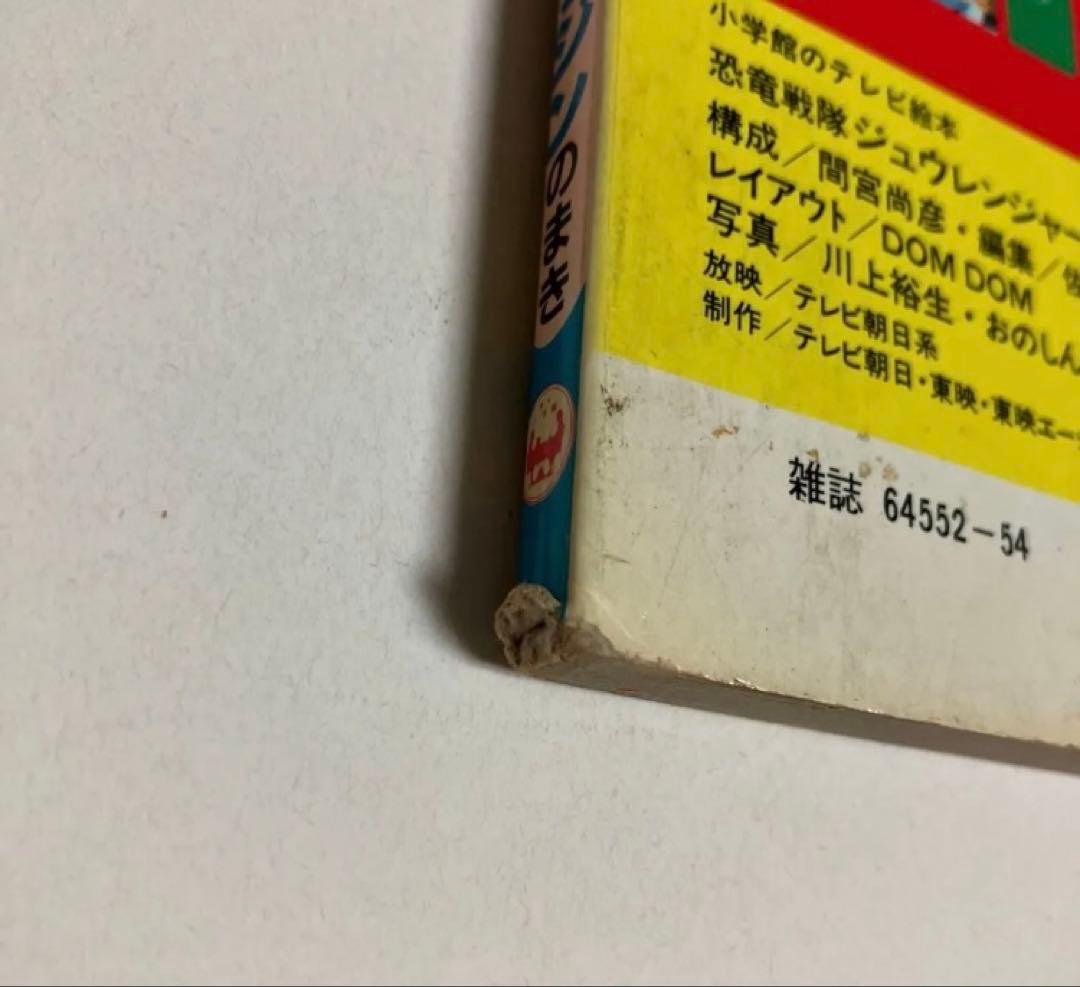 ジンのまき
小学館のテレビ絵本
恐竜戦隊ジュウレンジャー
構成／間宮尚彦・編集／佐
レイアウト／DOM DOM
写真／川上裕生・おのしん
放映／テレビ朝日系
制作／テレビ朝日・東映・東映エー
雑誌 64552-54